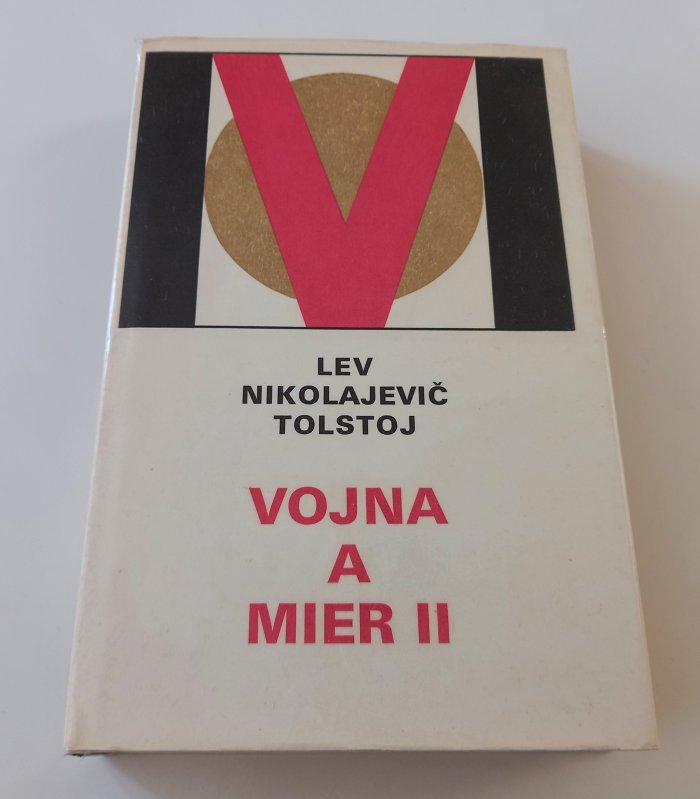 LEV
NIKOLAJEVIČ
TOLSTOJ
VOJNA
A
MIER II